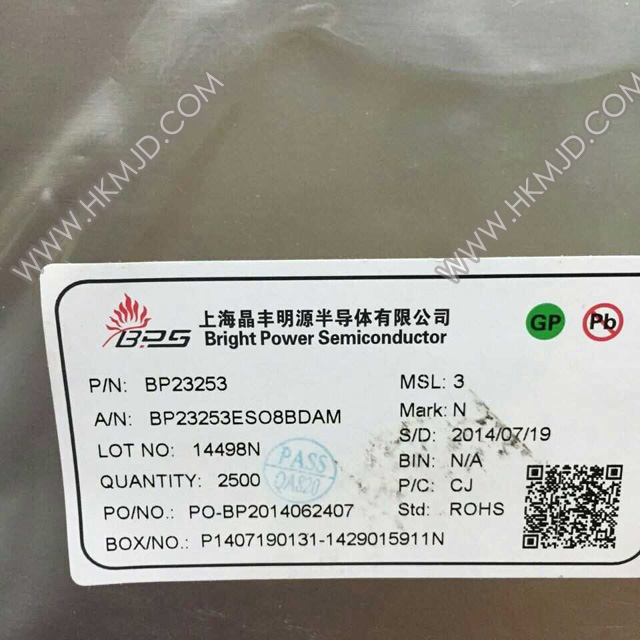 WWW.HKMJD.COM
WWW.HKMJD.COM
BPS
上海晶丰明源半导体有限公司
Bright Power Semiconductor
GP
Pb
P/N: BP23253
MSL: 3
A/N: BP23253ESO8BDAM
Mark: N
LOT NO: 14498N
S/D: 2014/07/19
PASS
QA820
QUANTITY: 2500
BIN: N/A
P/C: CJ
PO/NO.: PO-BP2014062407
Std: ROHS
BOX/NO.: P1407190131-1429015911N